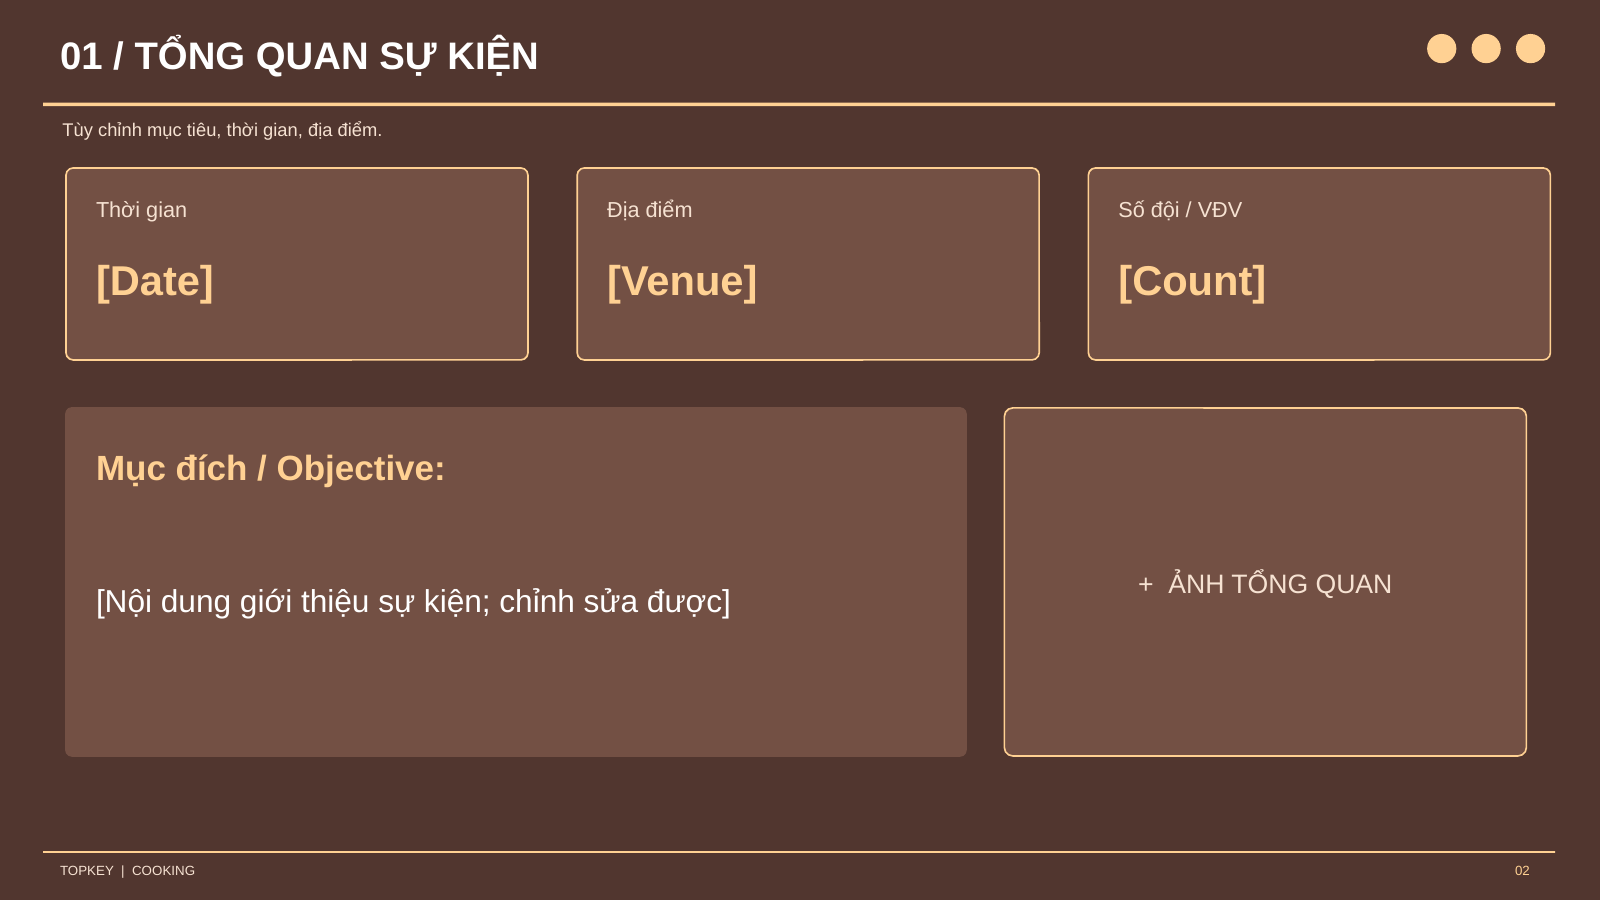 01 / TỔNG QUAN SỰ KIỆN
Tùy chỉnh mục tiêu, thời gian, địa điểm.
Thời gian
[Date]
Địa điểm
[Venue]
Số đội / VĐV
[Count]
Mục đích / Objective:
[Nội dung giới thiệu sự kiện; chỉnh sửa được]
+ ẢNH TỔNG QUAN
TOPKEY | COOKING
02